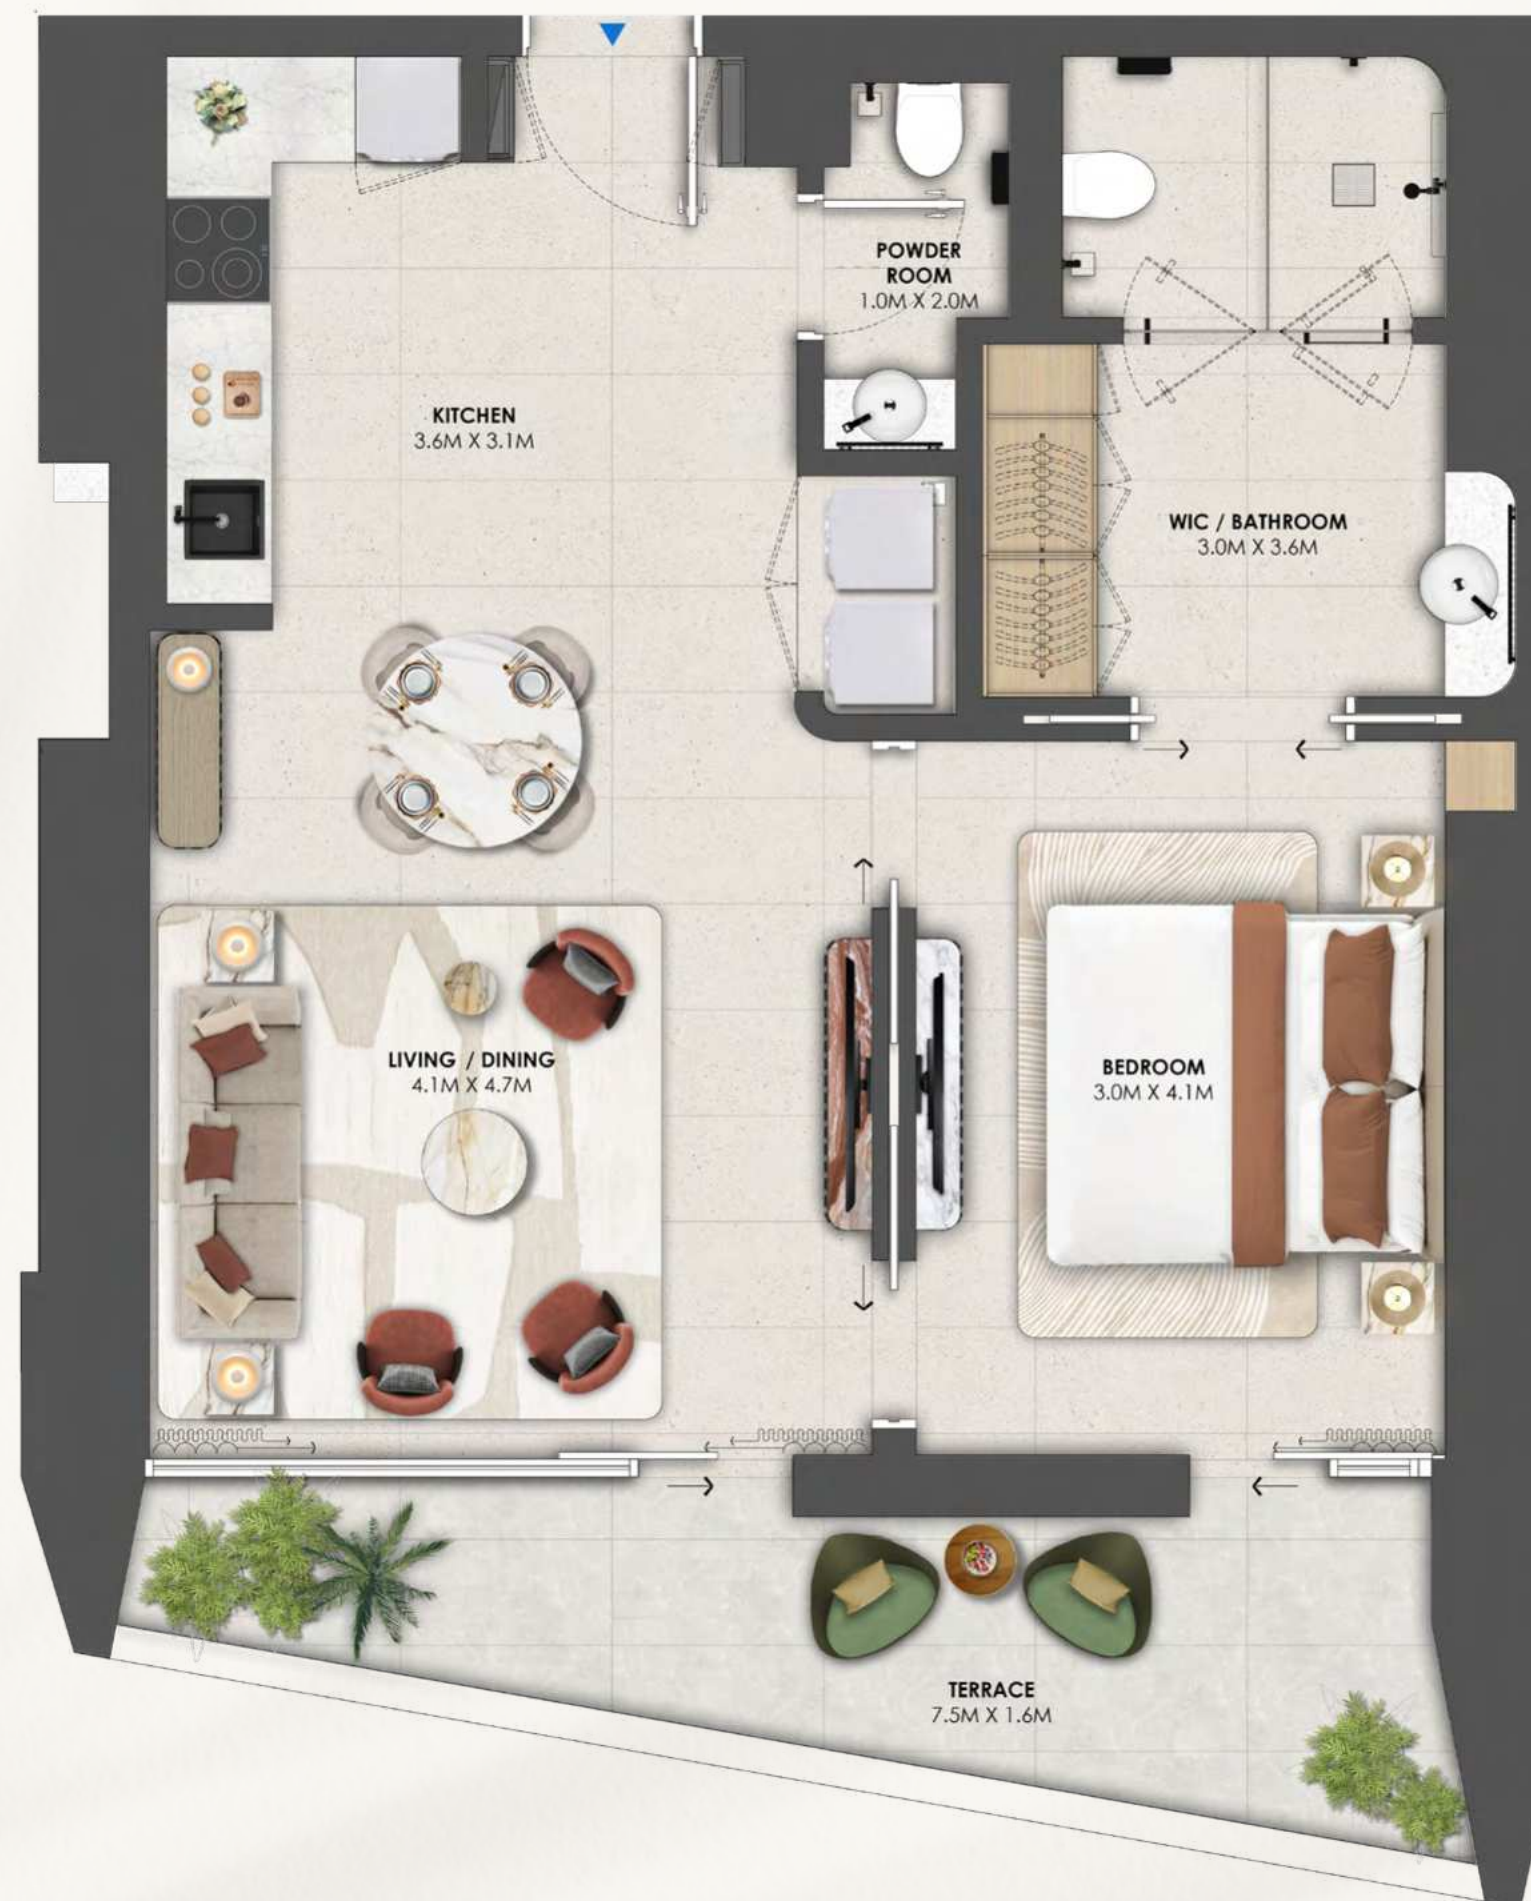 POWDER
ROOM
1.0M X 2.0M
KITCHEN
3.6M X 3.1M
WIC / BATHROOM
3.0M X 3.6M
LIVING / DINING
4.1M X 4.7M
BEDROOM
3.0M X 4.1M
TERRACE
7.5M X 1.6M